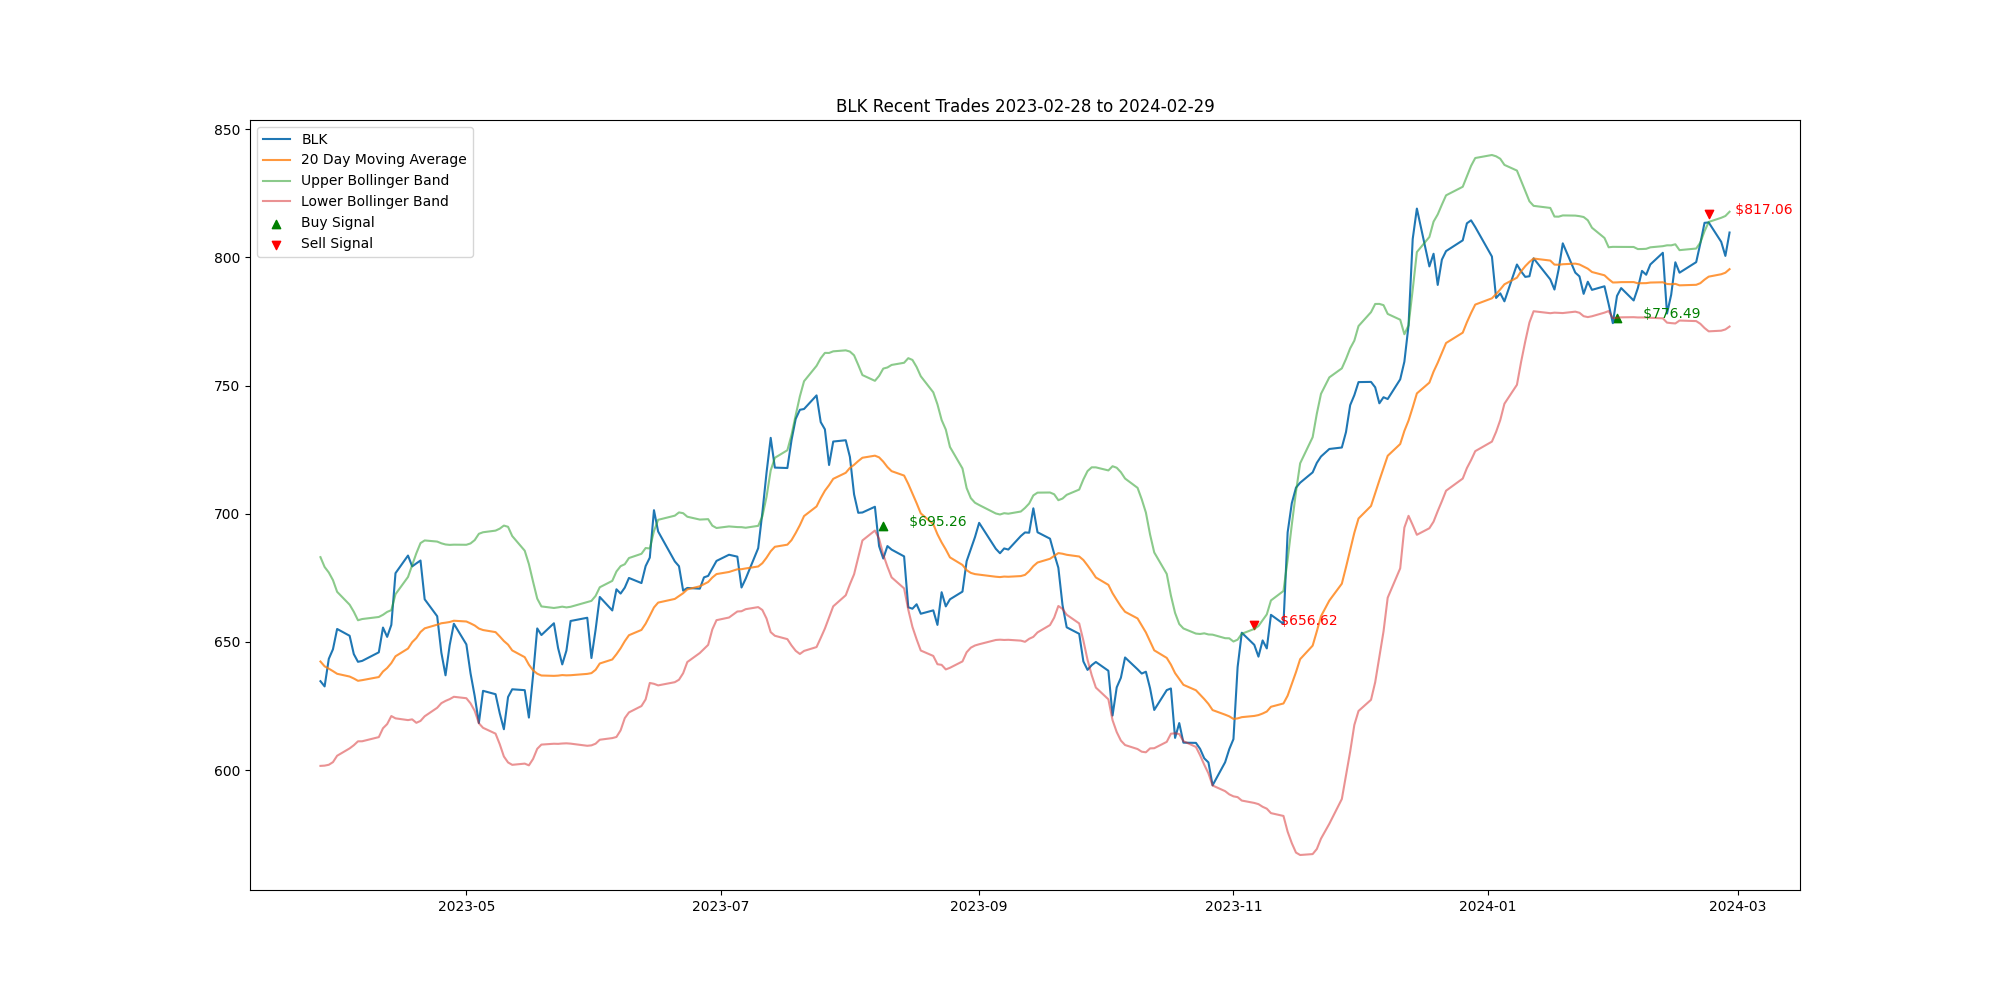 BLK Recent Trades 2023-02-28 to 2024-02-29
850
800
750
700
650
600
BLK
20 Day Moving Average
Upper Bollinger Band
Lower Bollinger Band
Buy Signal
Sell Signal
$817.06
$776.49
$695.26
$656.62
2023-05
2023-07
2023-09
2023-11
2024-01
2024-03